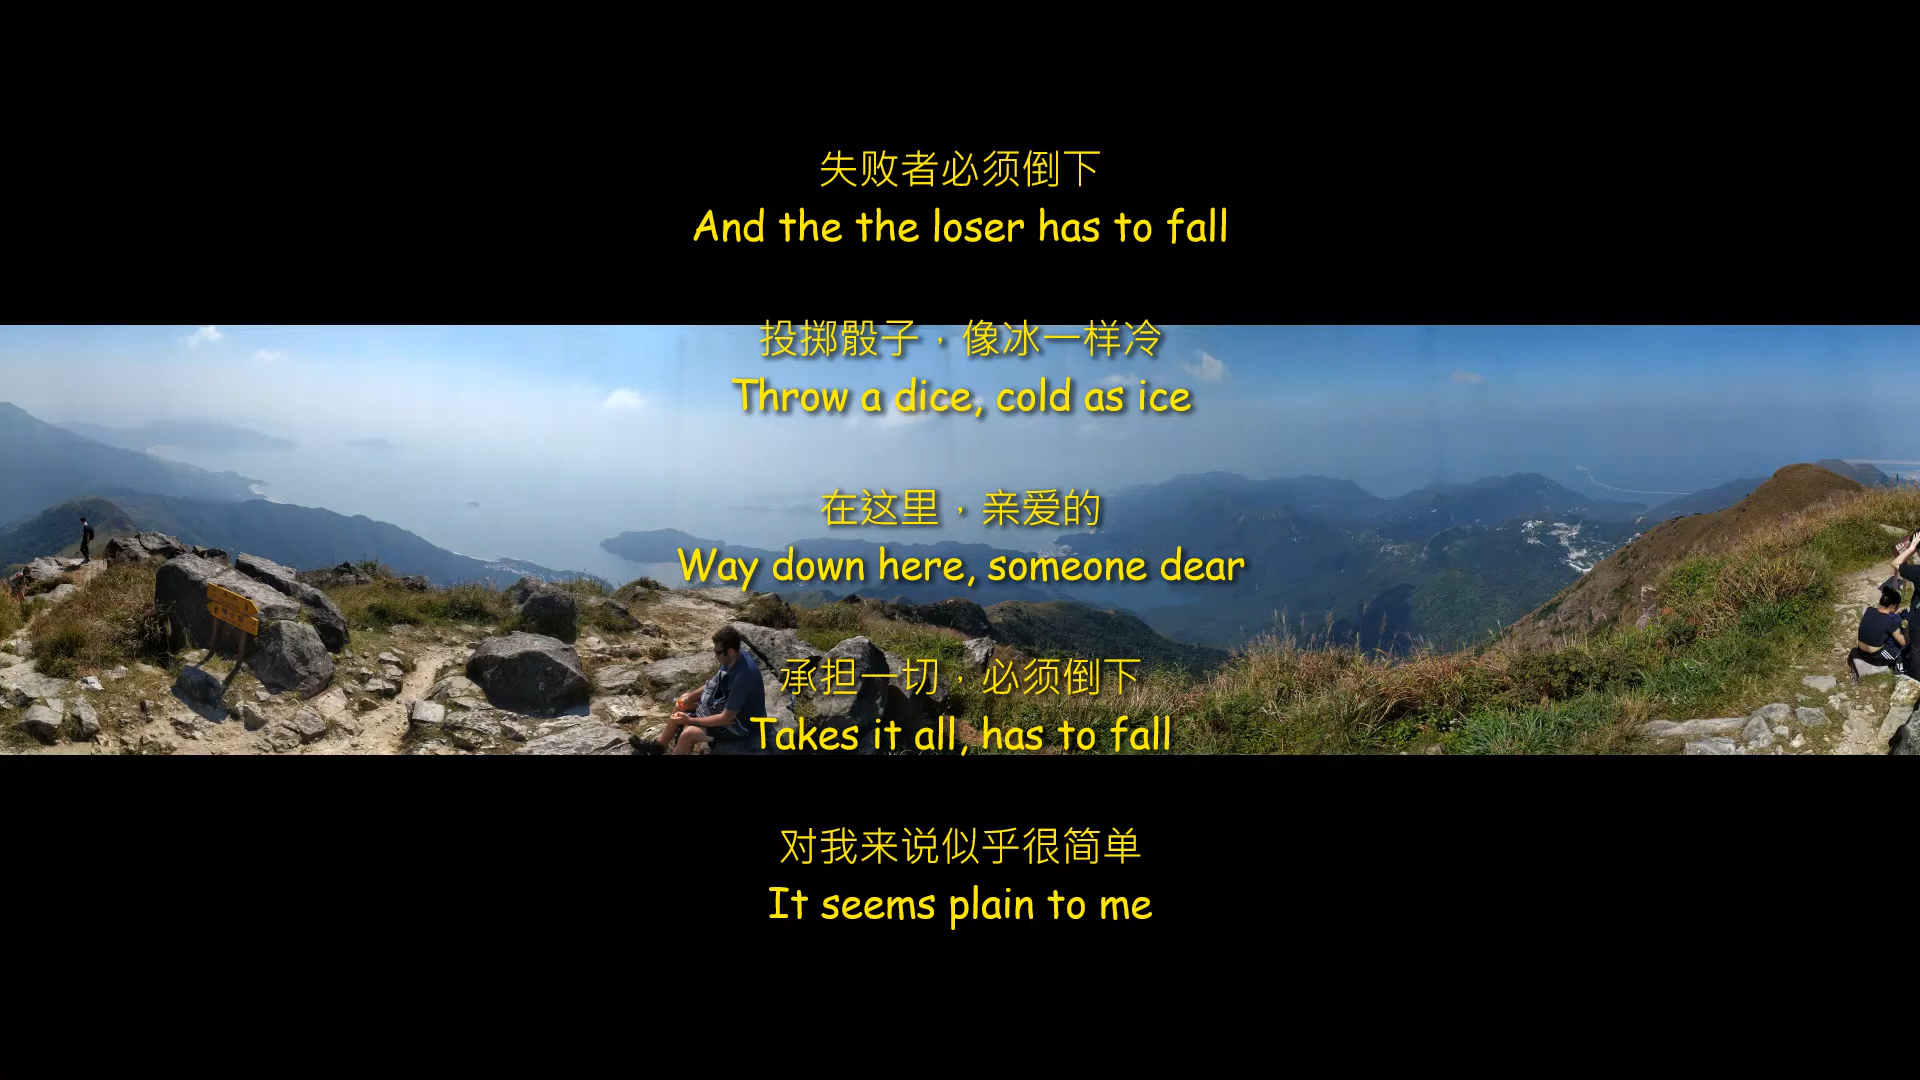 失败者必须倒下
And the the loser has to fall
投掷骰子，像冰一样冷
Throw a dice, cold as ice
在这里，亲爱的
Way down here, someone dear
承担一切，必须倒下
Takes it all, has to fall
对我来说似乎很简单
It seems plain to me